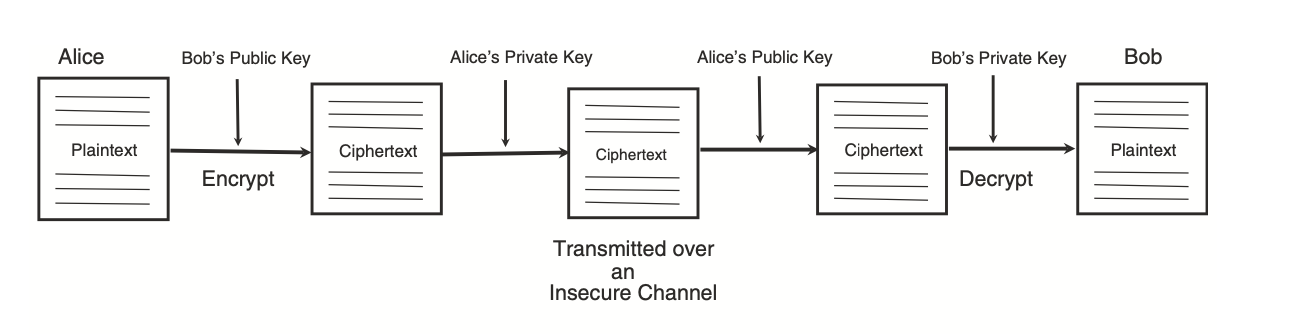 Alice
Bob's Public Key
Alice's Private Key
Alice's Public Key
Bob's Private Key
Bob
Plaintext
Ciphertext
Ciphertext
Ciphertext
Plaintext
Encrypt
Decrypt
Transmitted over
an
Insecure Channel